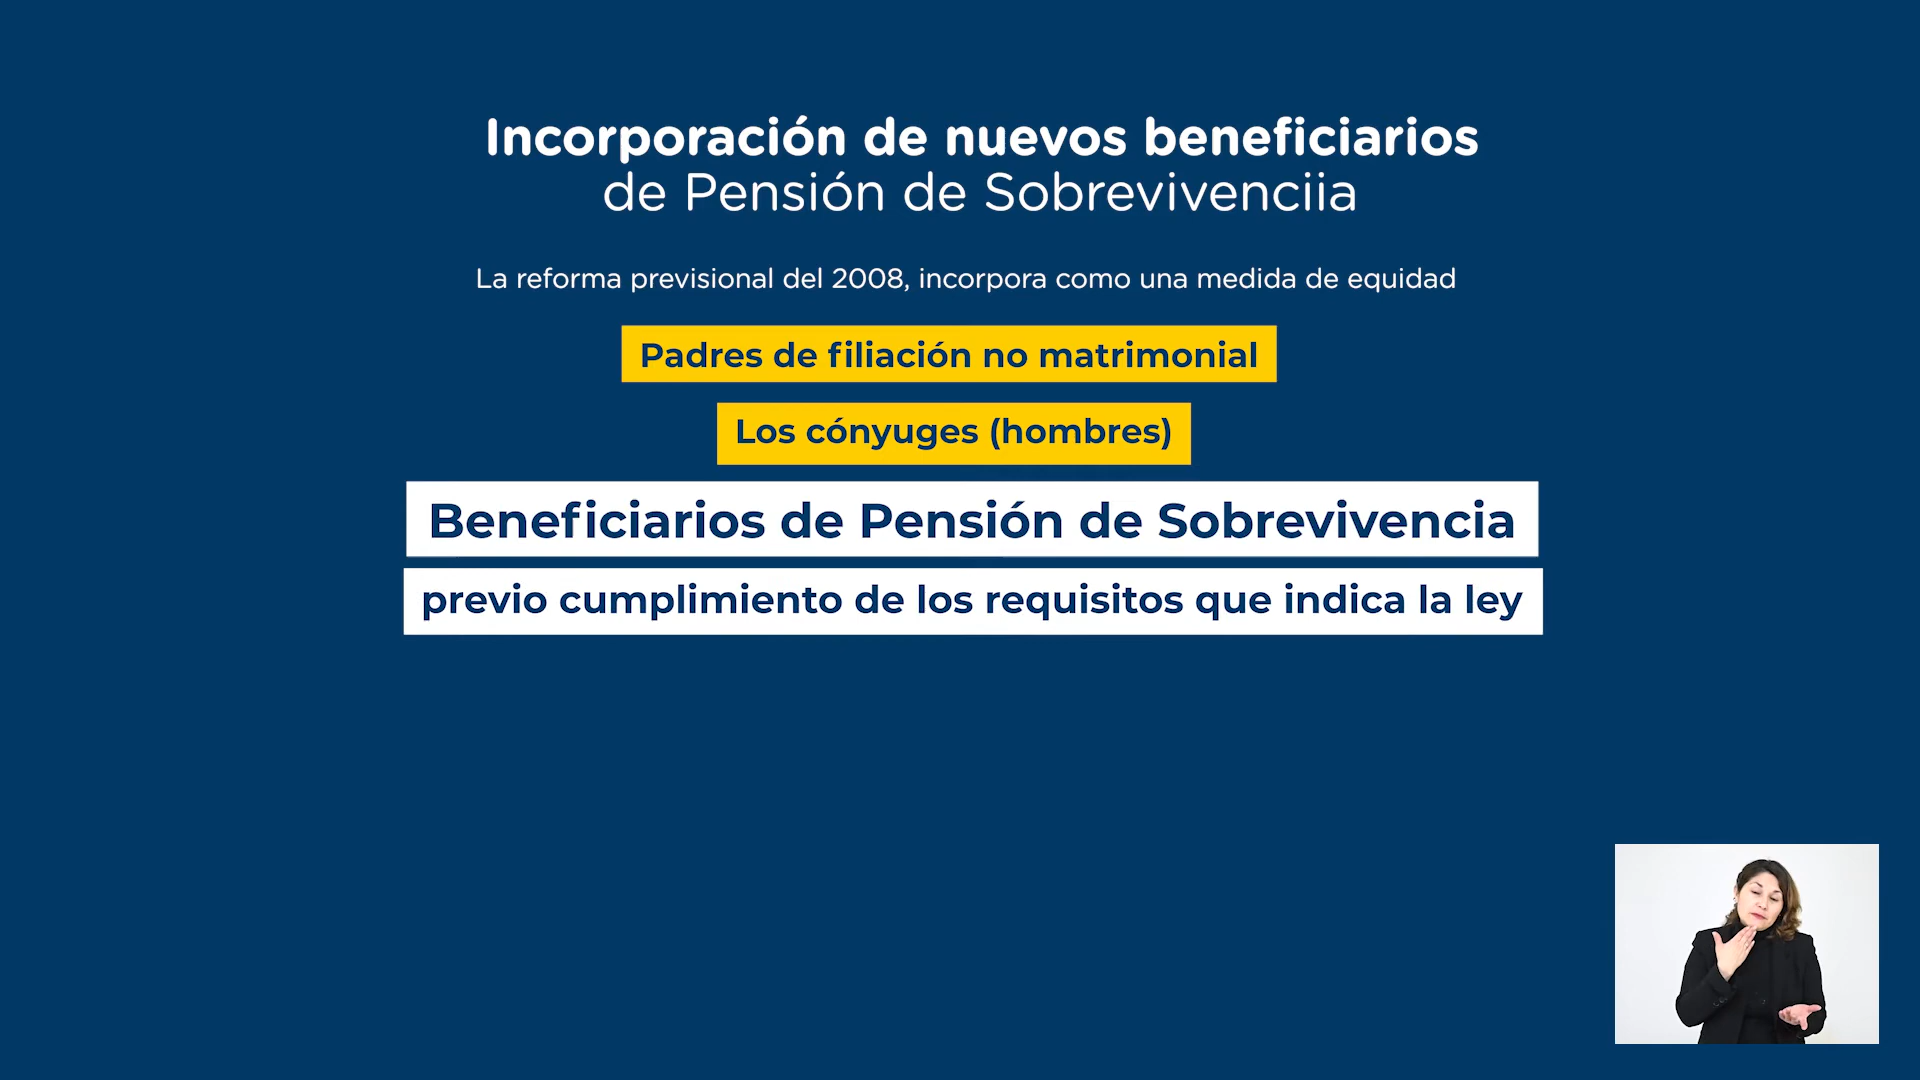 Incorporación de nuevos beneficiarios
de Pensión de Sobrevivenciia
La reforma previsional del 2008, incorpora como una medida de equidad
Padres de filiación no matrimonial
Los cónyuges (hombres)
Beneficiarios de Pensión de Sobrevivencia
previo cumplimiento de los requisitos que indica la ley